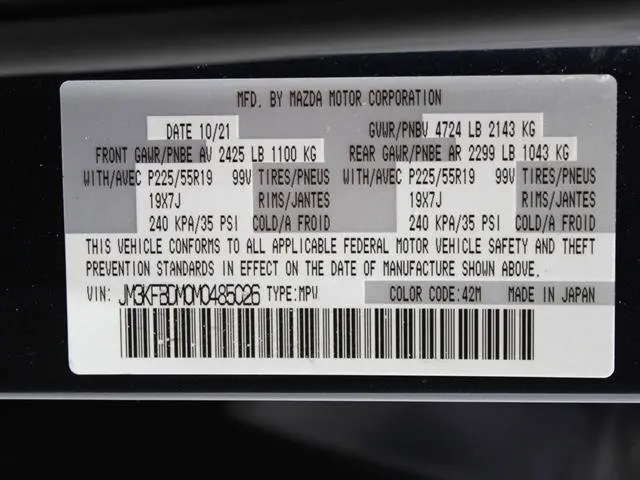 MFD. BY MAZDA MOTOR CORPORATION
DATE 10/21 GVWR/PNBV 4724 LB 2143 KG
FRONT GAWR/PNBE AV 2425 LB 1100 KG REAR GAWR/PNBE AR 2299 LB 1043 KG
WITH/AVEC P225/55R19 99V TIRES/PNEUS WITH/AVEC P225/55R19 99V TIRES/PNEUS
19X7J RIMS/JANTES 19X7J RIMS/JANTES
240 KPA/35 PSI COLD/A FROID 240 KPA/35 PSI COLD/A FROID
THIS VEHICLE CONFORMS TO ALL APPLICABLE FEDERAL MOTOR VEHICLE SAFETY AND THEFT
PREVENTION STANDARDS IN EFFECT ON THE DATE OF MANUFACTURE SHOWN ABOVE.
VIN: JM3KFBDM0M0485026 TYPE:MPV COLOR CODE:42M MADE IN JAPAN